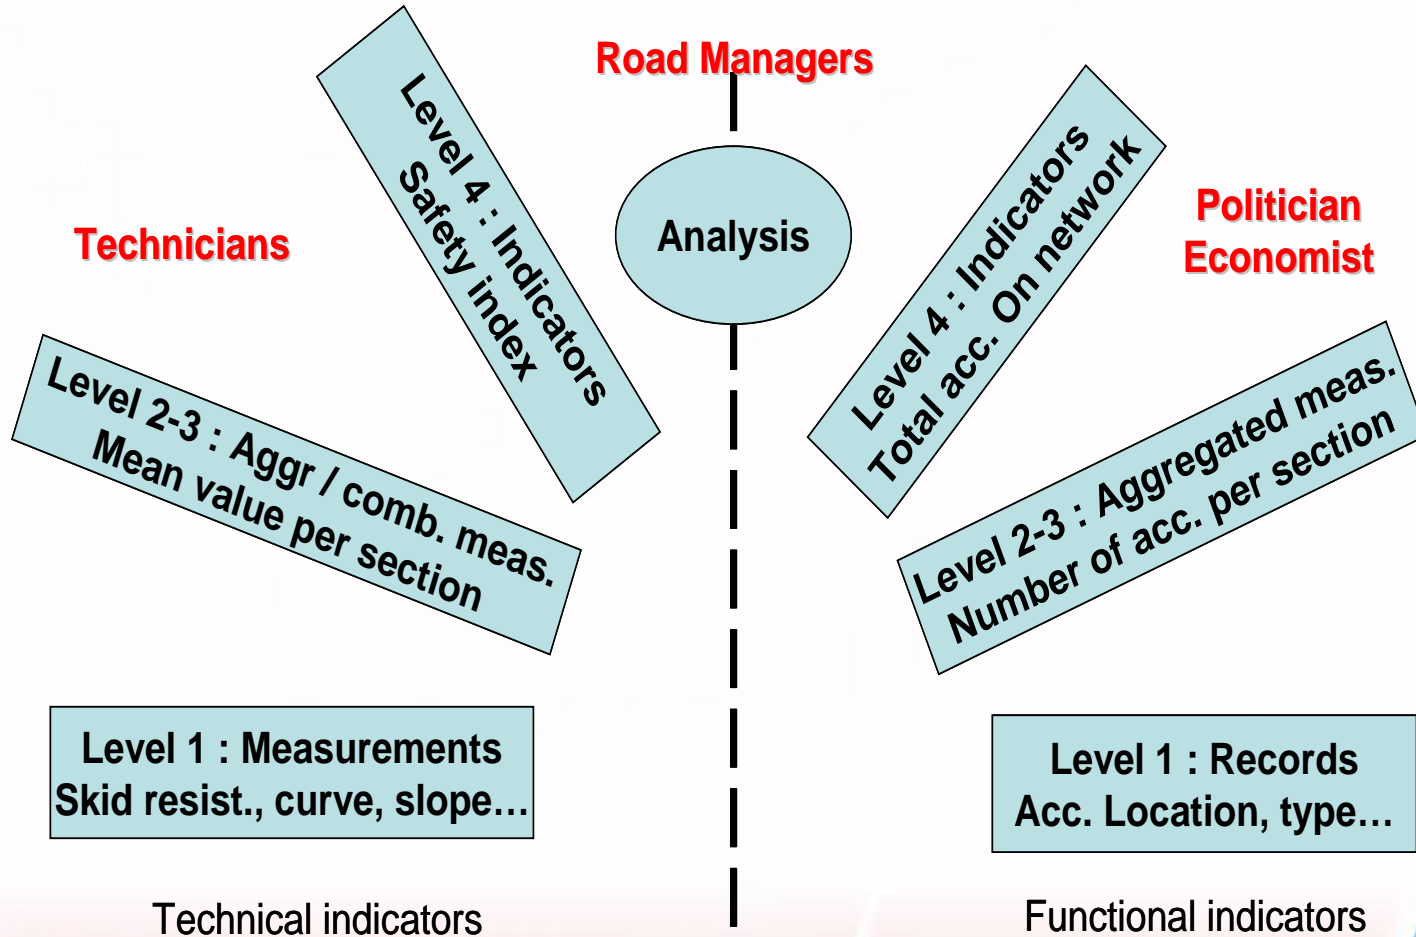 Road Managers
Technicians
Level 4 : Indicators
Safety index
Analysis
Level 4 : Indicators
Total acc. On network
Politician
Economist
Level 2-3 : Aggr / comb. meas.
Mean value per section
Level 2-3 : Aggregated meas.
Number of acc. per section
Level 1 : Measurements
Skid resist., curve, slope…
Level 1 : Records
Acc. Location, type…
Technical indicators
Functional indicators